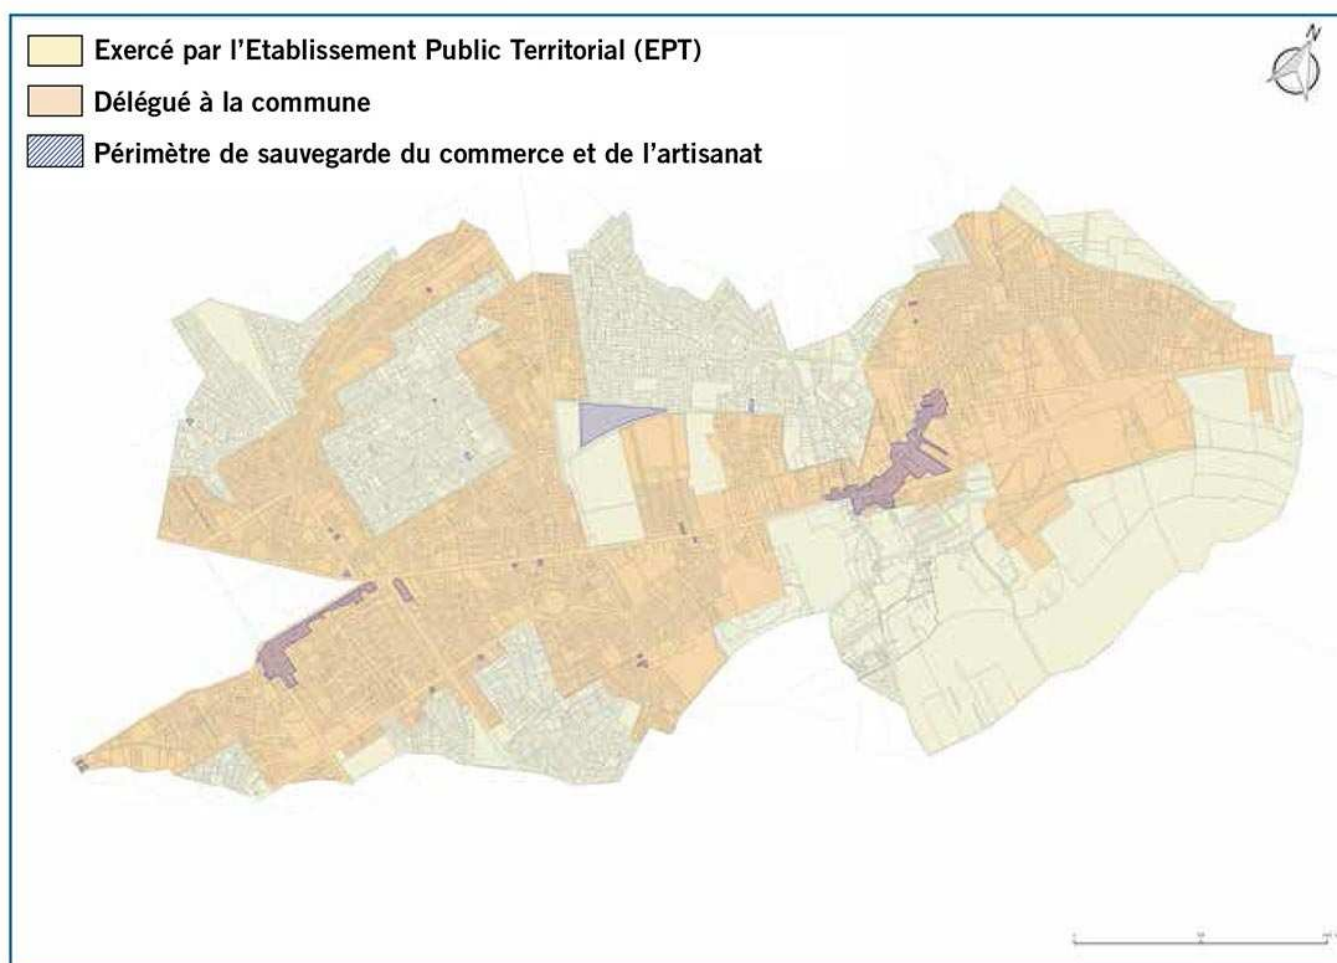 Exercé par l'Etablissement Public Territorial (EPT)
Délégué à la commune
Périmètre de sauvegarde du commerce et de l'artisanat
N